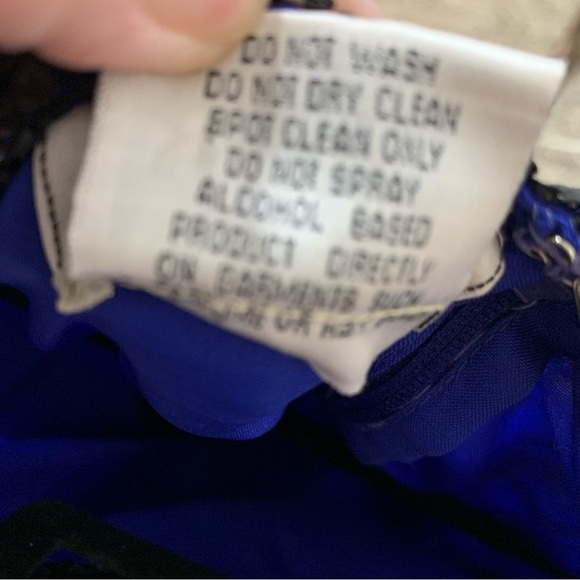 DO NOT WASH
DO NOT DRY CLEAN
SPOT CLEAN ONLY
DO NOT SPRAY
ALCOHOL BASED
PRODUCT DIRECTLY
ON GARMENTS SUCH
OR